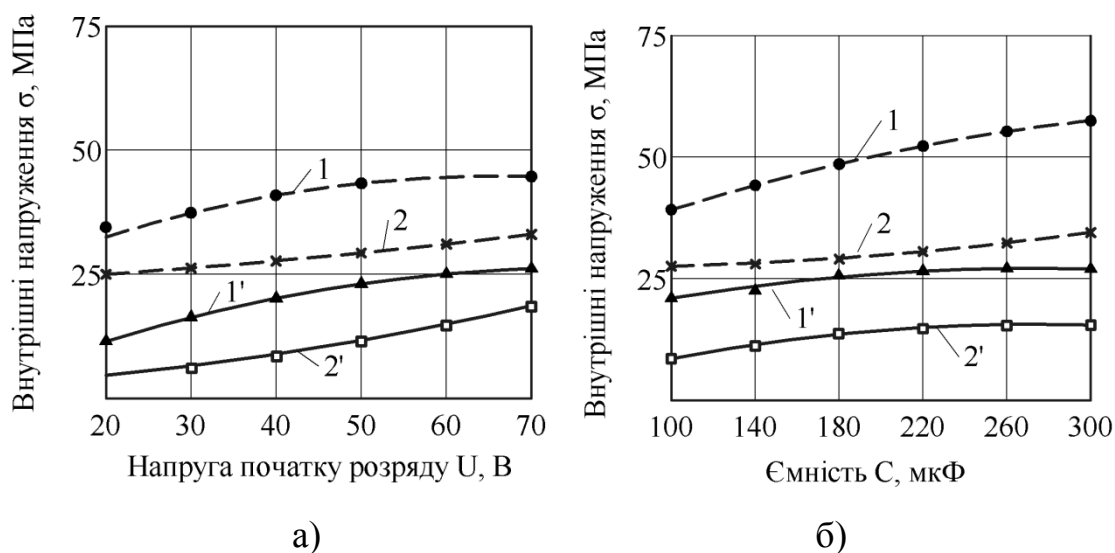 Внутрішні напруження σ, МПа
75
50
25
1
2
1'
2'
20 30 40 50 60 70
Напруга початку розряду U, В
а)
Внутрішні напруження σ, МПа
75
50
25
1
2
1'
2'
100 140 180 220 260 300
Ємність С, мкФ
б)